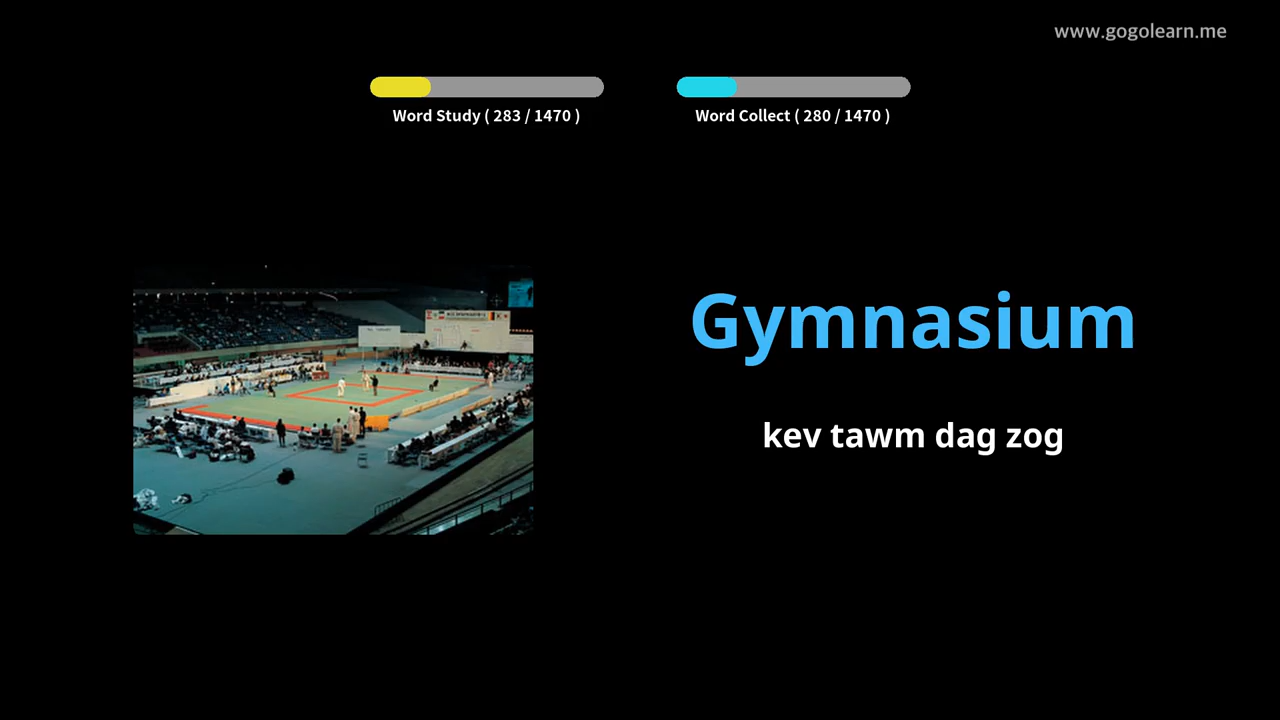 www.gogolearn.me
Word Study ( 283 / 1470 )
Word Collect ( 280 / 1470 )
Gymnasium
kev tawm dag zog